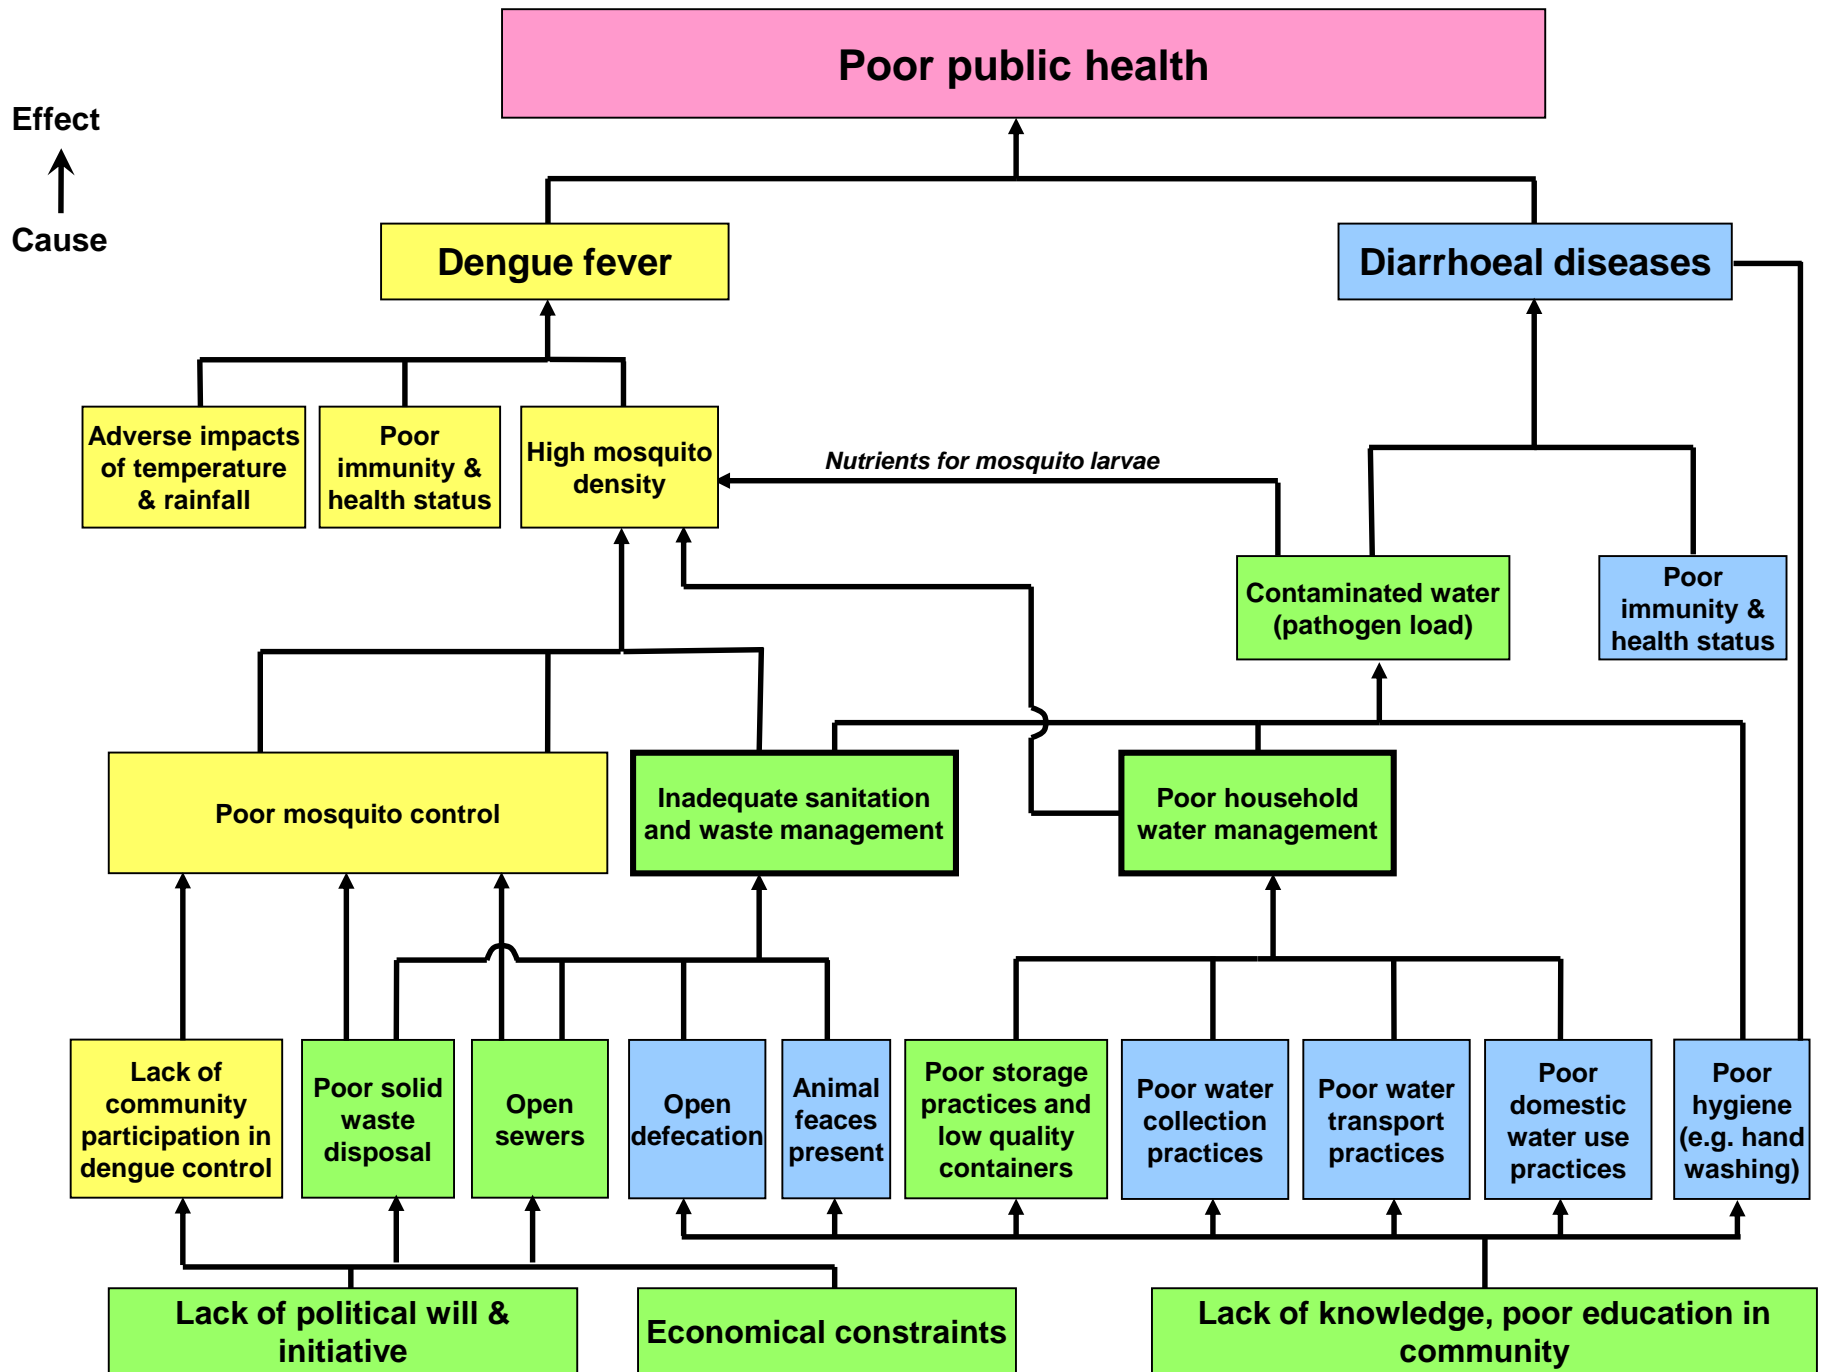 Poor public health
Effect
Cause
Dengue fever
Diarrhoeal diseases
Adverse impacts
of temperature
& rainfall
Poor
immunity &
health status
High mosquito
density
Nutrients for mosquito larvae
Contaminated water
(pathogen load)
Poor
immunity &
health status
Poor mosquito control
Inadequate sanitation
and waste management
Poor household
water management
Lack of
community
participation in
dengue control
Poor solid
waste
disposal
Open
sewers
Open
defecation
Animal
feaces
present
Poor storage
practices and
low quality
containers
Poor water
collection
practices
Poor water
transport
practices
Poor
domestic
water use
practices
Poor
hygiene
(e.g. hand
washing)
Lack of political will &
initiative
Economical constraints
Lack of knowledge, poor education in
community